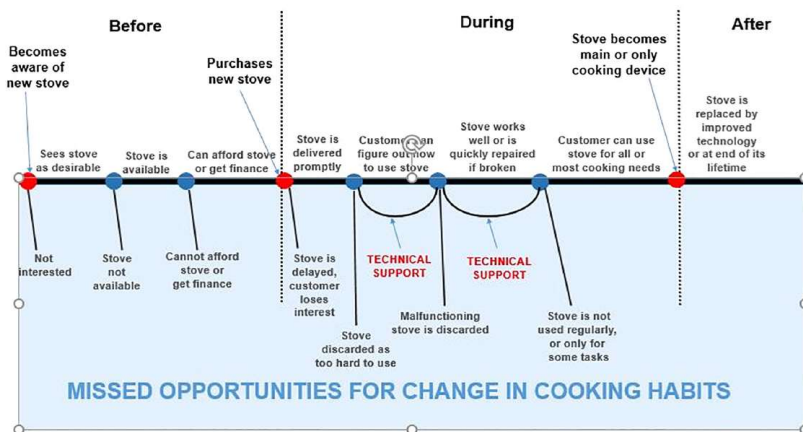 Before
During
After
Becomes
aware of
new stove
Purchases
new stove
Stove becomes
main or only
cooking device
Sees stove
as desirable
Stove is
available
Can afford stove
or get finance
Stove is
delivered
promptly
Customer can
figure out how
to use stove
Stove works
well or is
quickly repaired
if broken
Customer can use
stove for all or
most cooking needs
Stove is
replaced by
improved
technology
or at end of its
lifetime
Not
interested
Stove
not
available
Cannot afford
stove or
get finance
Stove is
delayed,
customer
loses
interest
TECHNICAL
SUPPORT
TECHNICAL
SUPPORT
Stove
discarded as
too hard to use
Malfunctioning
stove is discarded
Stove is not
used regularly,
or only for
some tasks
MISSED OPPORTUNITIES FOR CHANGE IN COOKING HABITS